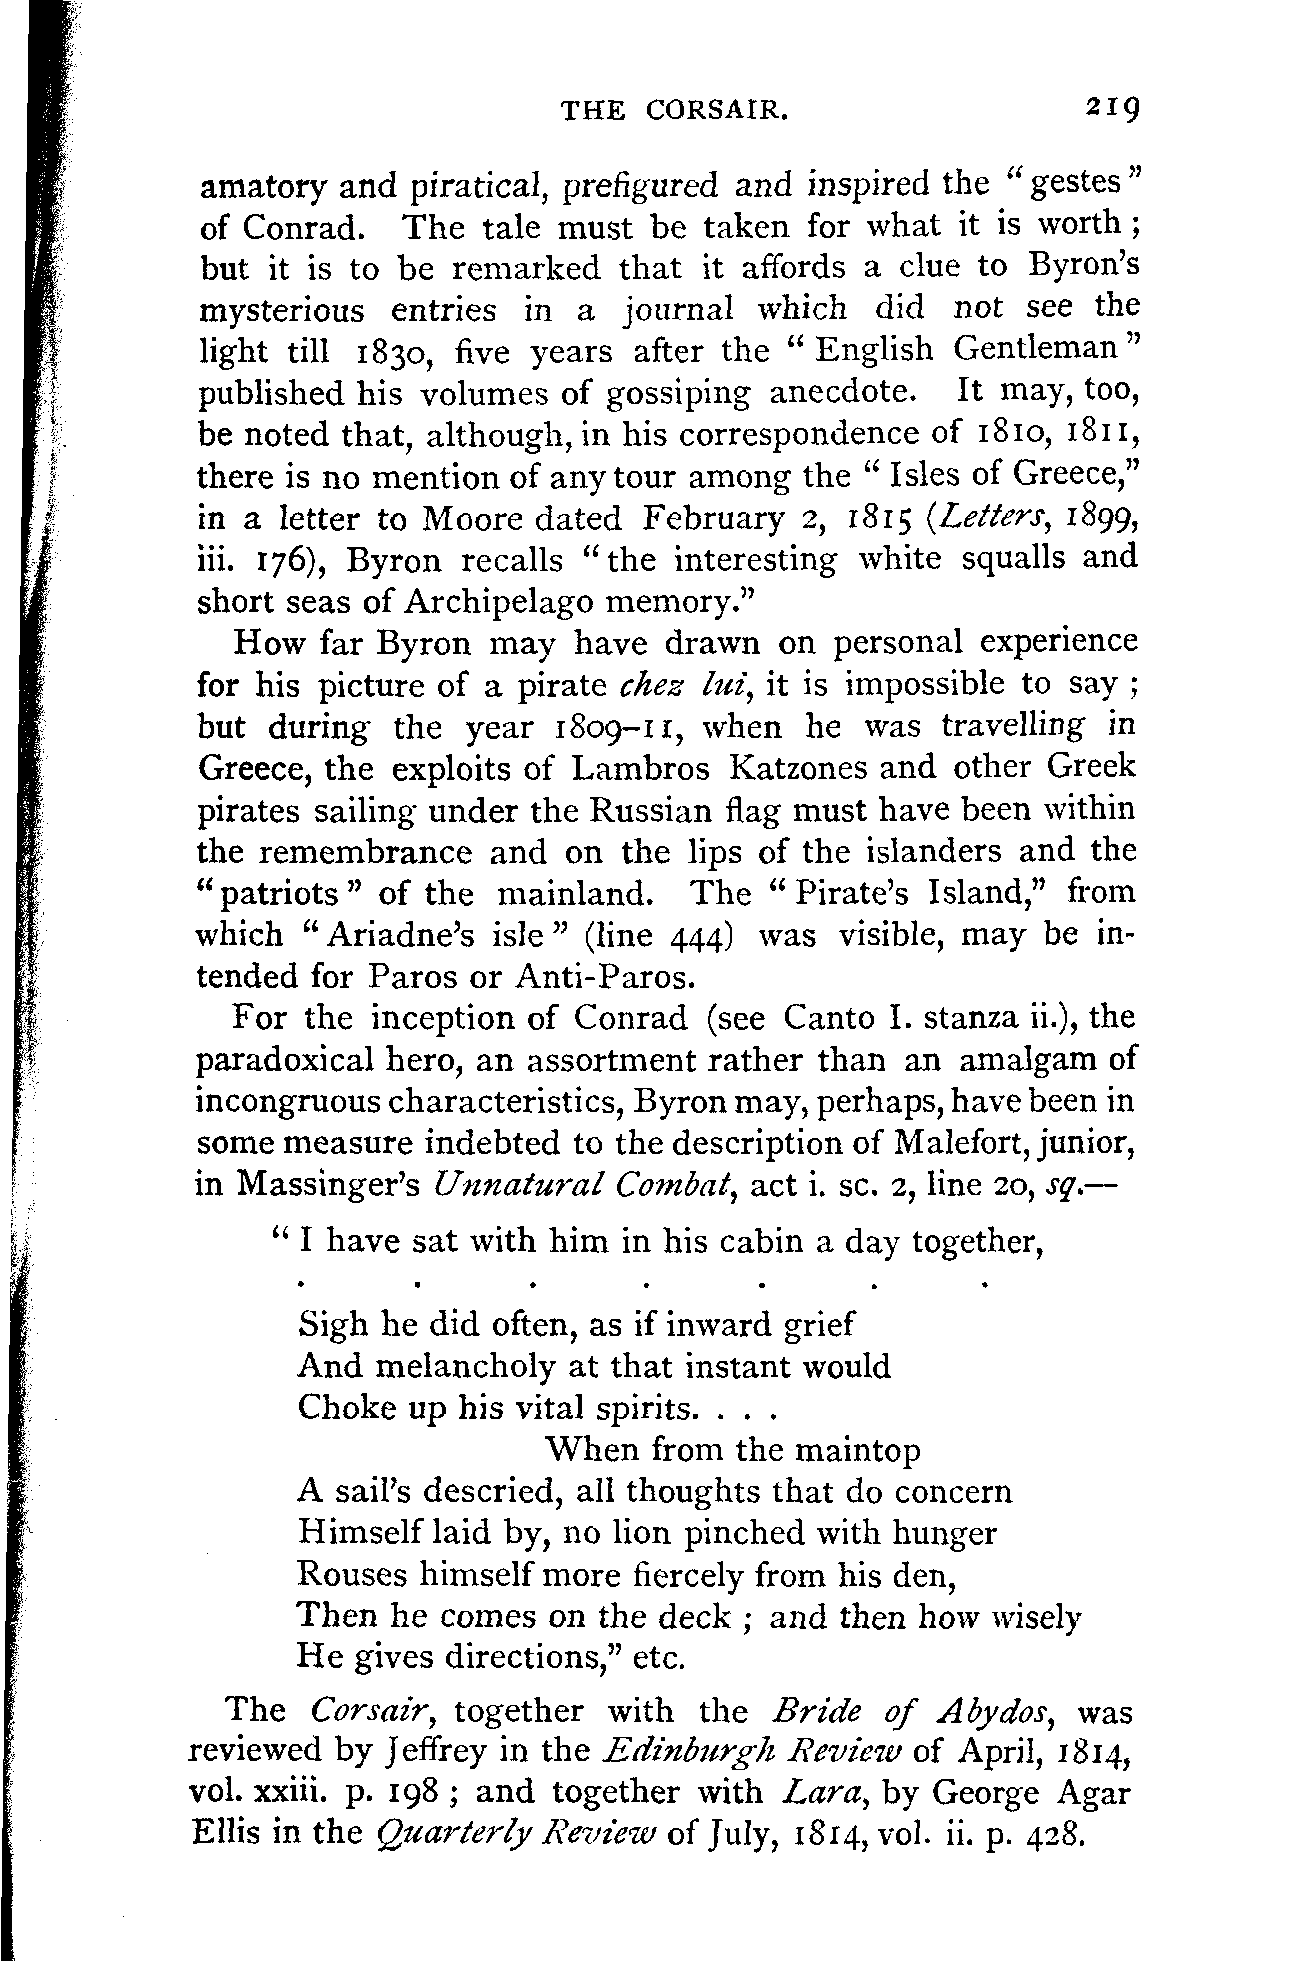 THE CORSAIR. 219
amatory and piratical, prefigured and inspired the “gestes”
of Conrad. The tale must be taken for what it is worth ;
but it is to be remarked that it affords a clue to Byron's
mysterious entries in a journal which did not see the
light till 1830, five years after the “ English Gentleman ”
published his volumes of gossiping anecdote. It may, too,
be noted that, although, in his correspondence of 1810, 1811,
there is no mention of any tour among the “ Isles of Greece,”
in a letter to Moore dated February 2, 1815 (Letters, 1899,
iii. 176), Byron recalls “the interesting white squalls and
short seas of Archipelago memory.”
How far Byron may have drawn on personal experience
for his picture of a pirate chez lui, it is impossible to say ;
but during the year 1809–11, when he was travelling in
Greece, the exploits of Lambros Katzones and other Greek
pirates sailing under the Russian flag must have been within
the remembrance and on the lips of the islanders and the
“patriots” of the mainland. The “ Pirate's Island,” from
which “ Ariadne's isle ” (line 444) was visible, may be in-
tended for Paros or Anti-Paros.
For the inception of Conrad (see Canto I. stanza ii.), the
paradoxical hero, an assortment rather than an amalgam of
incongruous characteristics, Byron may, perhaps, have been in
some measure indebted to the description of Malefort, junior,
in Massinger's Unnatural Combat, act i. sc. 2, line 20, sq.—
“ I have sat with him in his cabin a day together,
. . . . . . .
Sigh he did often, as if inward grief
And melancholy at that instant would
Choke up his vital spirits. . . .
When from the maintop
A sail's descried, all thoughts that do concern
Himself laid by, no lion pinched with hunger
Rouses himself more fiercely from his den,
Then he comes on the deck ; and then how wisely
He gives directions,” etc.
The Corsair, together with the Bride of Abydos, was
reviewed by Jeffrey in the Edinburgh Review of April, 1814,
vol. xxiii. p. 198 ; and together with Lara, by George Agar
Ellis in the Quarterly Review of July, 1814, vol. ii. p. 428.